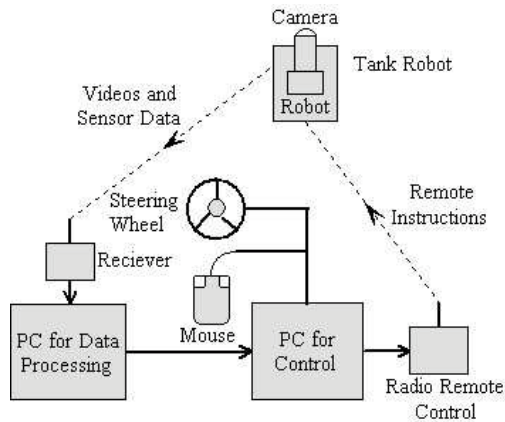 Camera
Tank Robot
Robot
Videos and
Sensor Data
Remote
Instructions
Steering
Wheel
Reciever
Mouse
PC for Data
Processing
PC for
Control
Radio Remote
Control